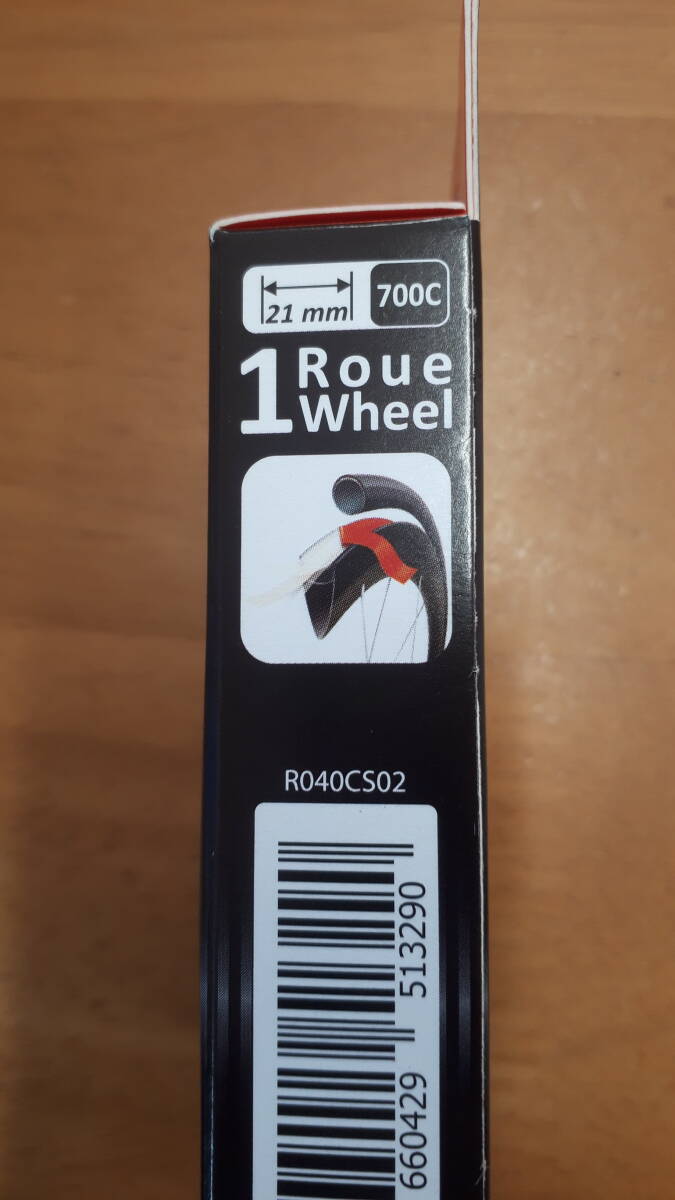 21 mm
700C
1 Roue
Wheel
R040CS02
660429 513290